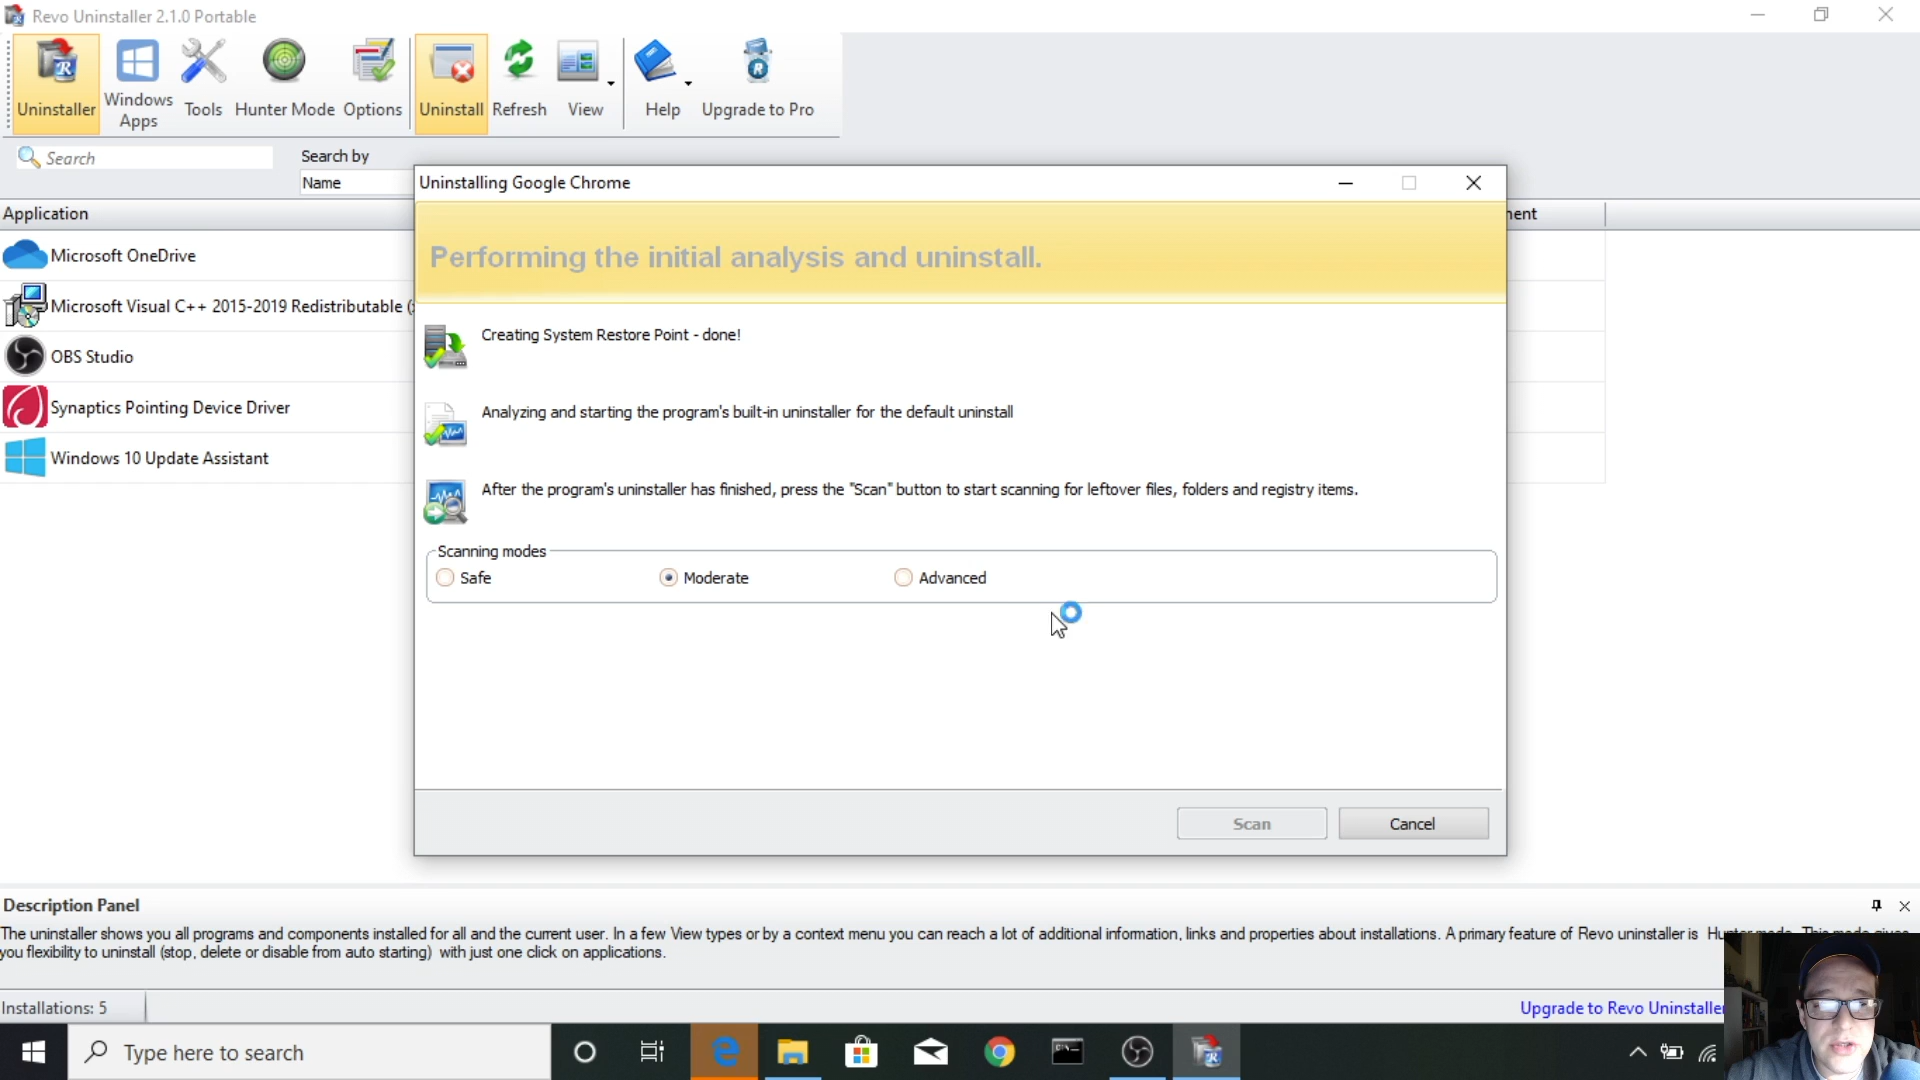 Revo Uninstaller 2.1.0 Portable
Uninstaller
Windows Apps
Tools
Hunter Mode
Options
Uninstall
Refresh
View
Help
Upgrade to Pro
Search
Search by
Name
Application
Microsoft OneDrive
Microsoft Visual C++ 2015-2019 Redistributable (
OBS Studio
Synaptics Pointing Device Driver
Windows 10 Update Assistant
Uninstalling Google Chrome
Performing the initial analysis and uninstall.
Creating System Restore Point - done!
Analyzing and starting the program's built-in uninstaller for the default uninstall
After the program's uninstaller has finished, press the "Scan" button to start scanning for leftover files, folders and registry items.
Scanning modes
Safe
Moderate
Advanced
Scan
Cancel
Description Panel
The uninstaller shows you all programs and components installed for all and the current user. In a few View types or by a context menu you can reach a lot of additional information, links and properties about installations. A primary feature of Revo uninstaller is
you flexibility to uninstall (stop, delete or disable from auto starting) with just one click on applications.
Installations: 5
Upgrade to Revo Uninstaller
Type here to search